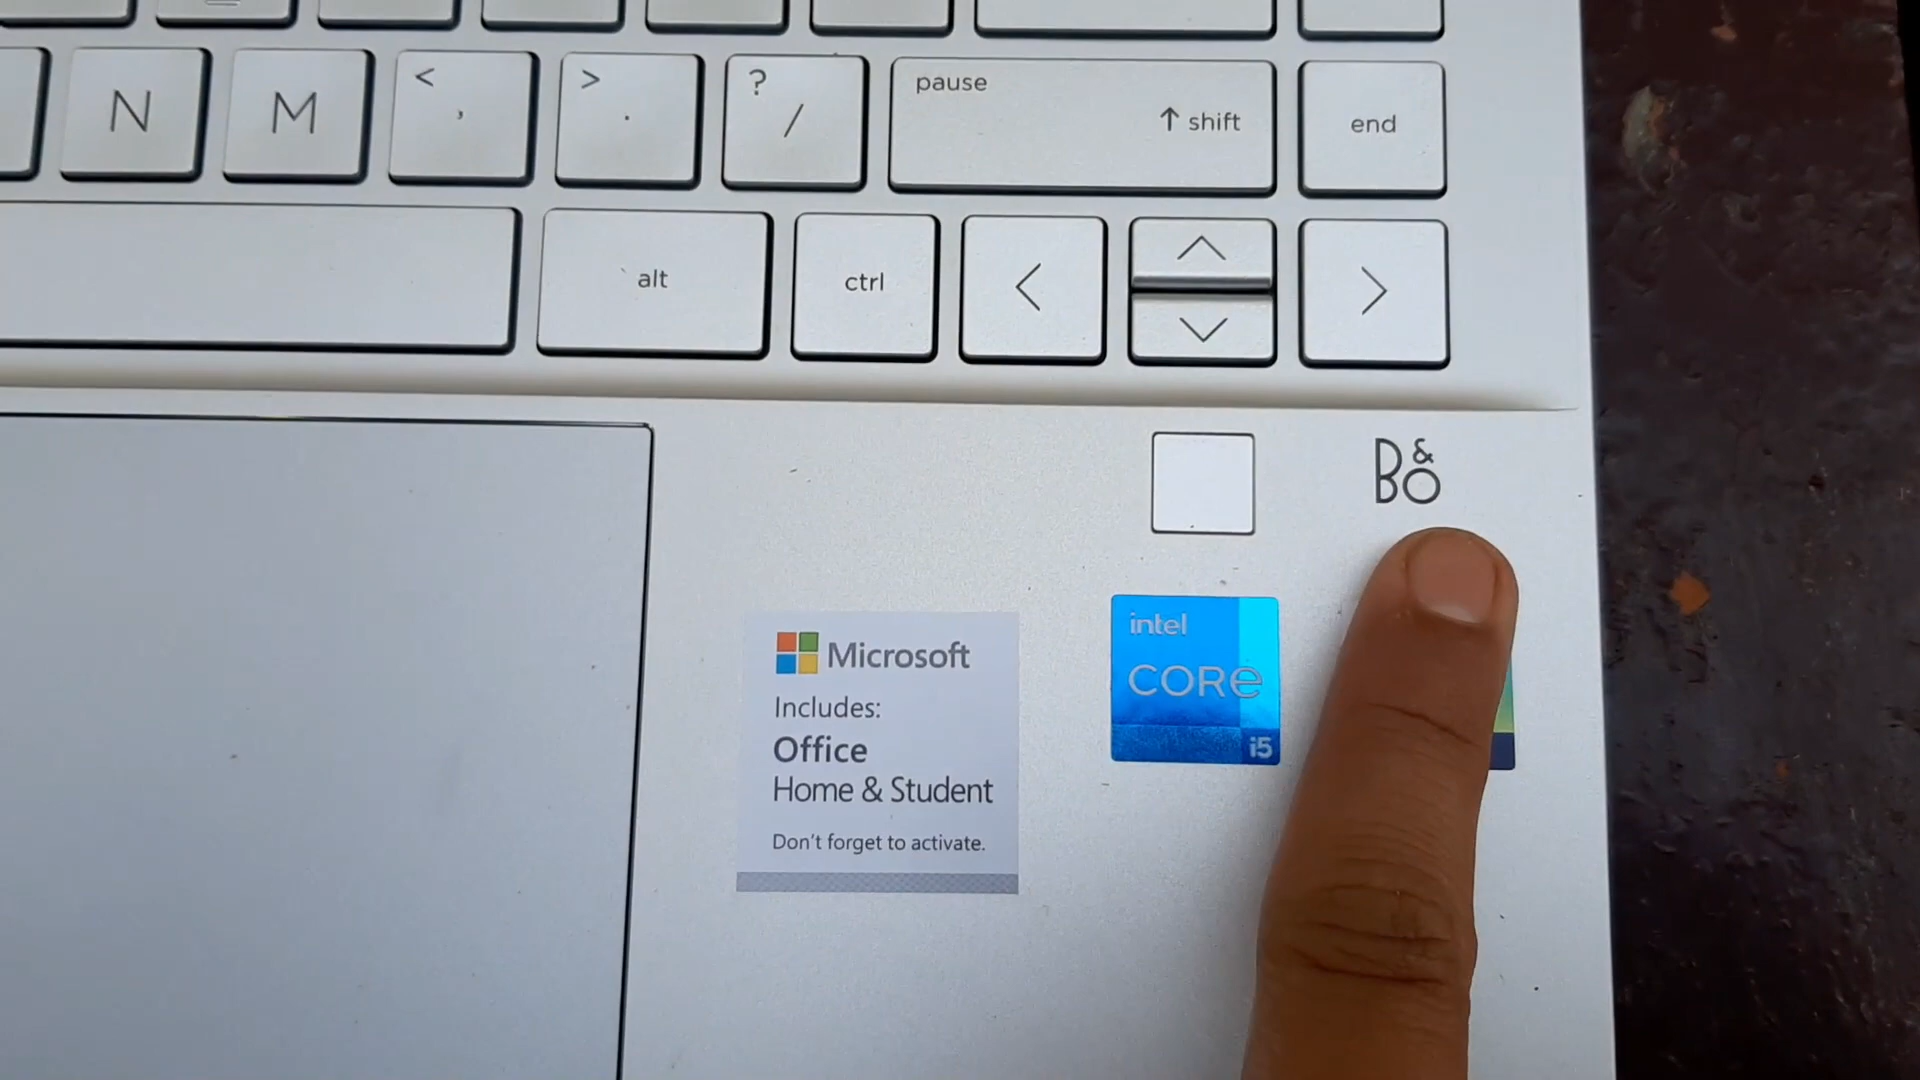 N M < , > . ? / pause ↑ shift end
alt ctrl < ^ v >
B&O
Microsoft
Includes:
Office
Home & Student
Don't forget to activate.
intel
CORE
i5